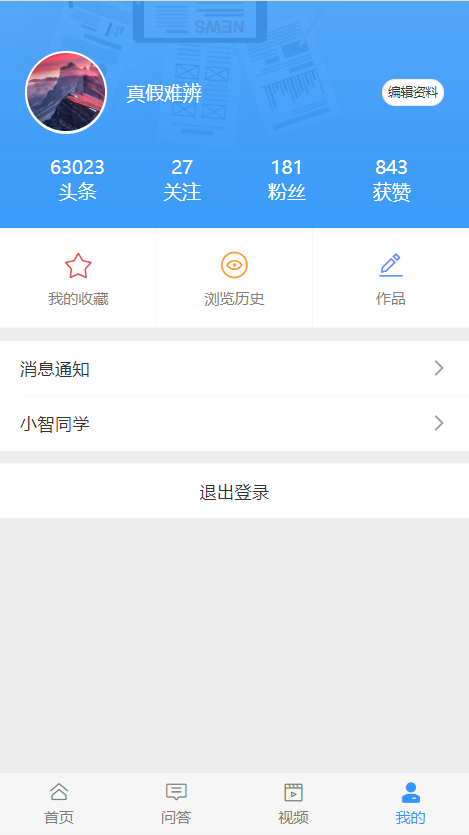 NEWS
真假难辨
编辑资料
63023 27 181 843
头条 关注 粉丝 获赞
我的收藏 浏览历史 作品
消息通知
小智同学
退出登录
首页 问答 视频 我的